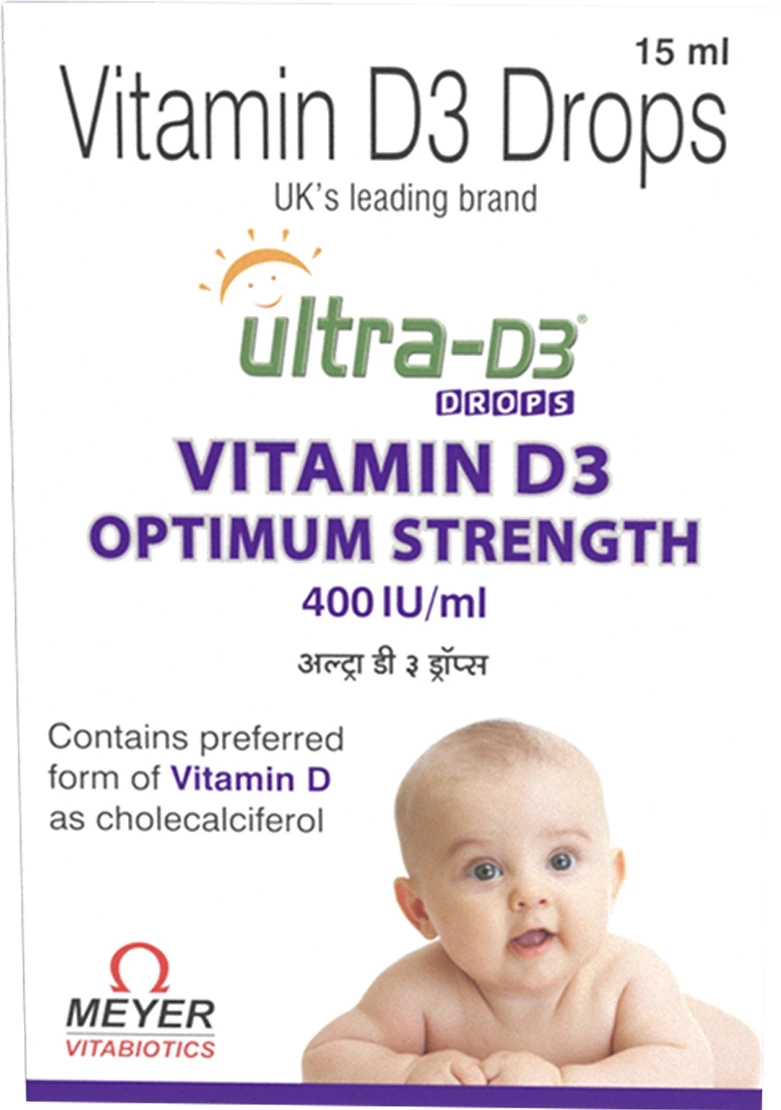 15 ml
Vitamin D3 Drops
UK's leading brand
ultra-D3®
DROPS
VITAMIN D3
OPTIMUM STRENGTH
400 IU/ml
अल्ट्रा डी ३ ड्रॉप्स
Contains preferred
form of Vitamin D
as cholecalciferol
MEYER
VITABIOTICS